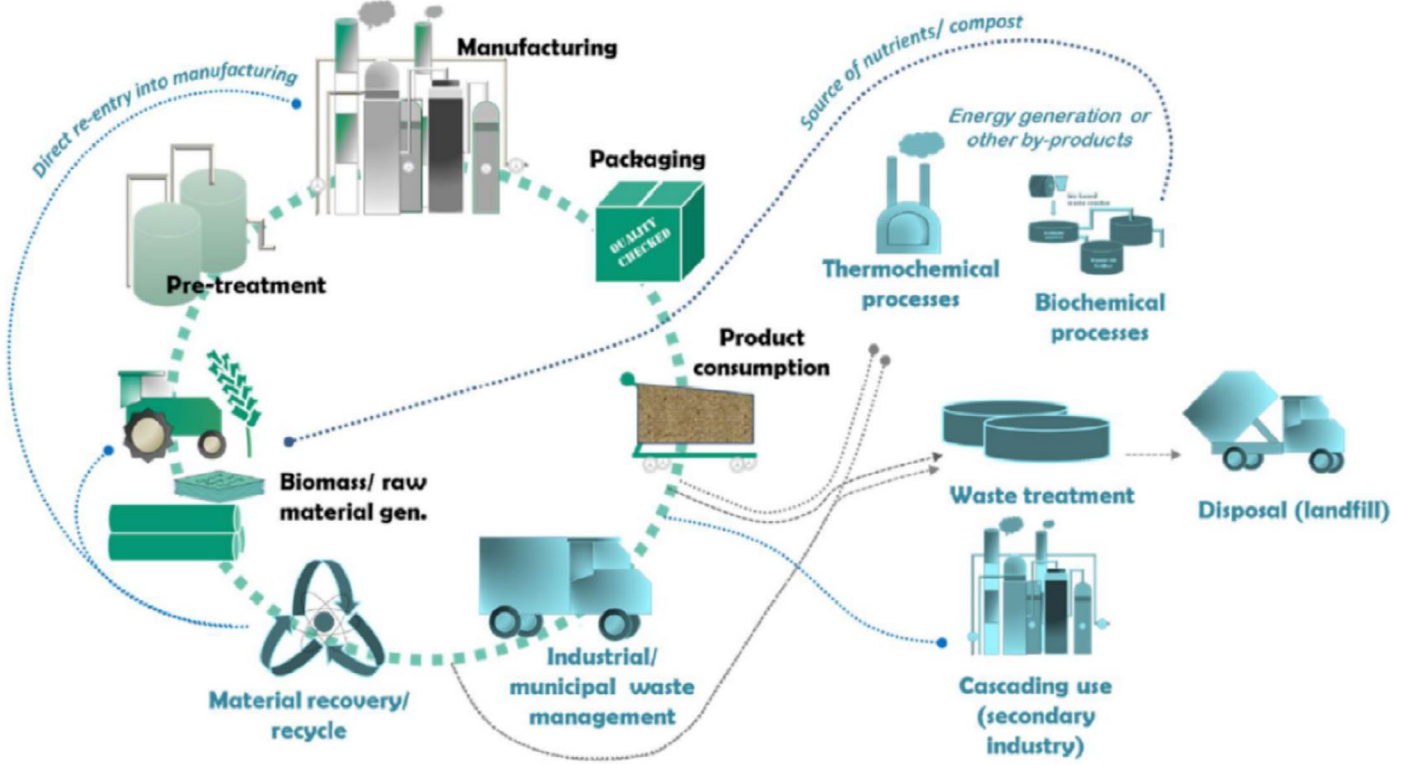 Manufacturing
Direct re-entry into manufacturing
Source of nutrients/ compost
Energy generation or
other by-products
Packaging
QUALITY
CHECKED
Pre-treatment
Thermochemical
processes
Biochemical
processes
Product
consumption
Biomass/ raw
material gen.
Waste treatment
Disposal (landfill)
Industrial/
municipal waste
management
Material recovery/
recycle
Cascading use
(secondary
industry)